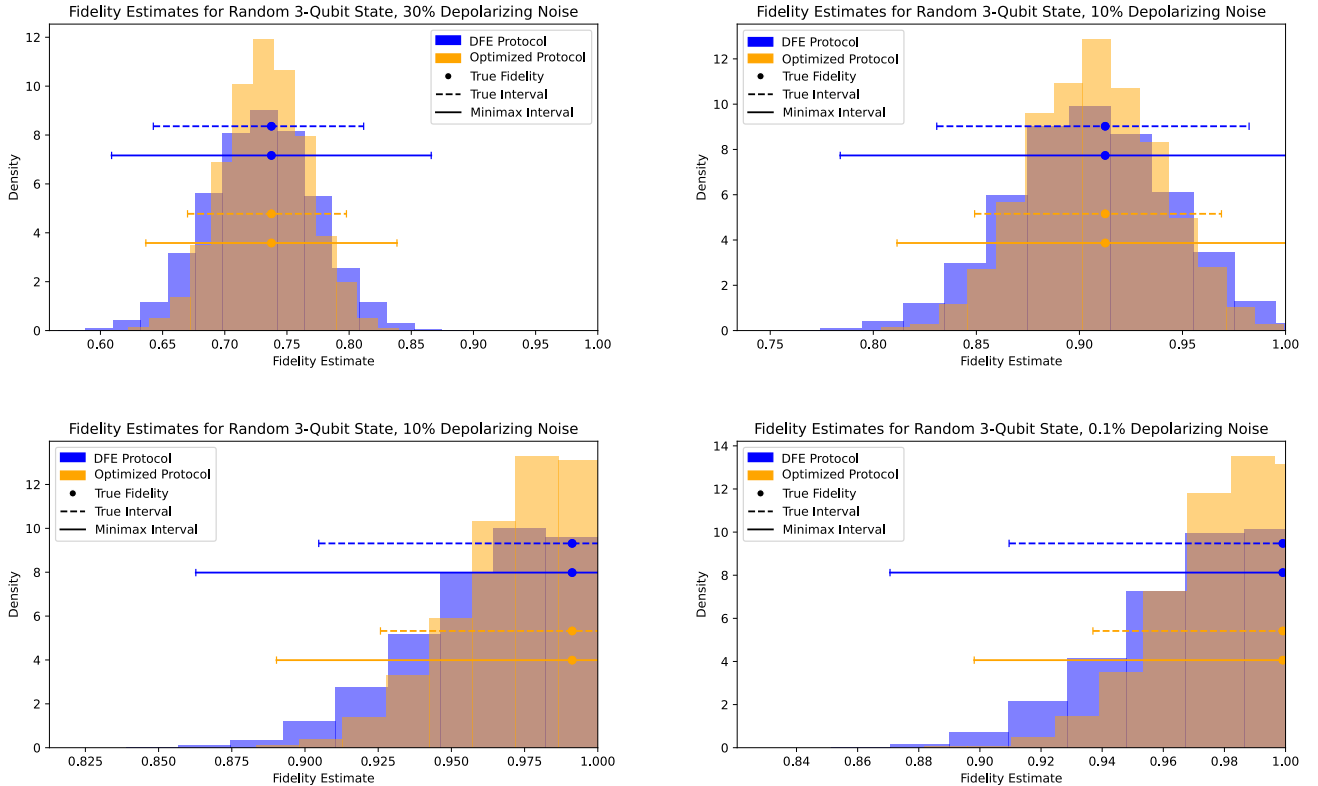 Fidelity Estimates for Random 3-Qubit State, 30% Depolarizing Noise
DFE Protocol
Optimized Protocol
True Fidelity
True Interval
Minimax Interval
Density
12
10
8
6
4
2
0
0.60 0.65 0.70 0.75 0.80 0.85 0.90 0.95 1.00
Fidelity Estimate
Fidelity Estimates for Random 3-Qubit State, 10% Depolarizing Noise
DFE Protocol
Optimized Protocol
True Fidelity
True Interval
Minimax Interval
Density
12
10
8
6
4
2
0
0.75 0.80 0.85 0.90 0.95 1.00
Fidelity Estimate
Fidelity Estimates for Random 3-Qubit State, 10% Depolarizing Noise
DFE Protocol
Optimized Protocol
True Fidelity
True Interval
Minimax Interval
Density
12
10
8
6
4
2
0
0.825 0.850 0.875 0.900 0.925 0.950 0.975 1.000
Fidelity Estimate
Fidelity Estimates for Random 3-Qubit State, 0.1% Depolarizing Noise
DFE Protocol
Optimized Protocol
True Fidelity
True Interval
Minimax Interval
Density
14
12
10
8
6
4
2
0
0.84 0.86 0.88 0.90 0.92 0.94 0.96 0.98 1.00
Fidelity Estimate